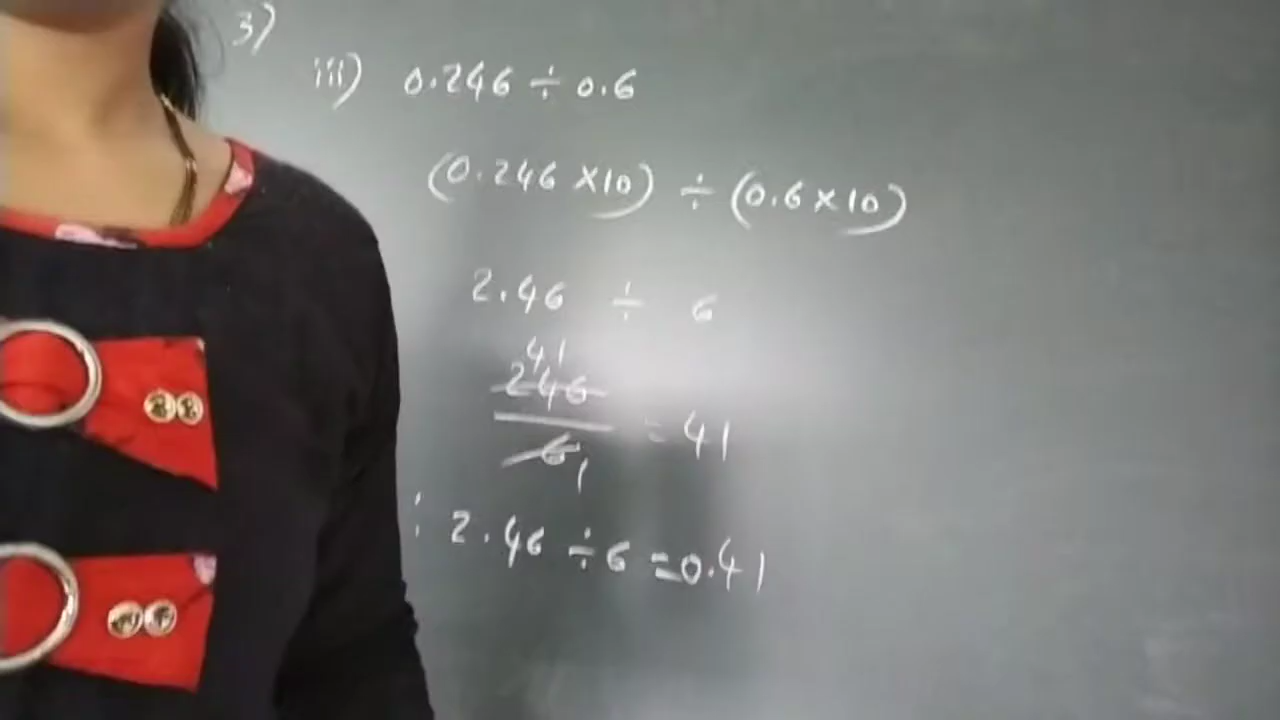 3)
iii) 0.246 ÷ 0.6
(0.246 × 10) ÷ (0.6 × 10)
2.46 ÷ 6
41
246
6 = 41
1
: 2.46 ÷ 6 = 0.41